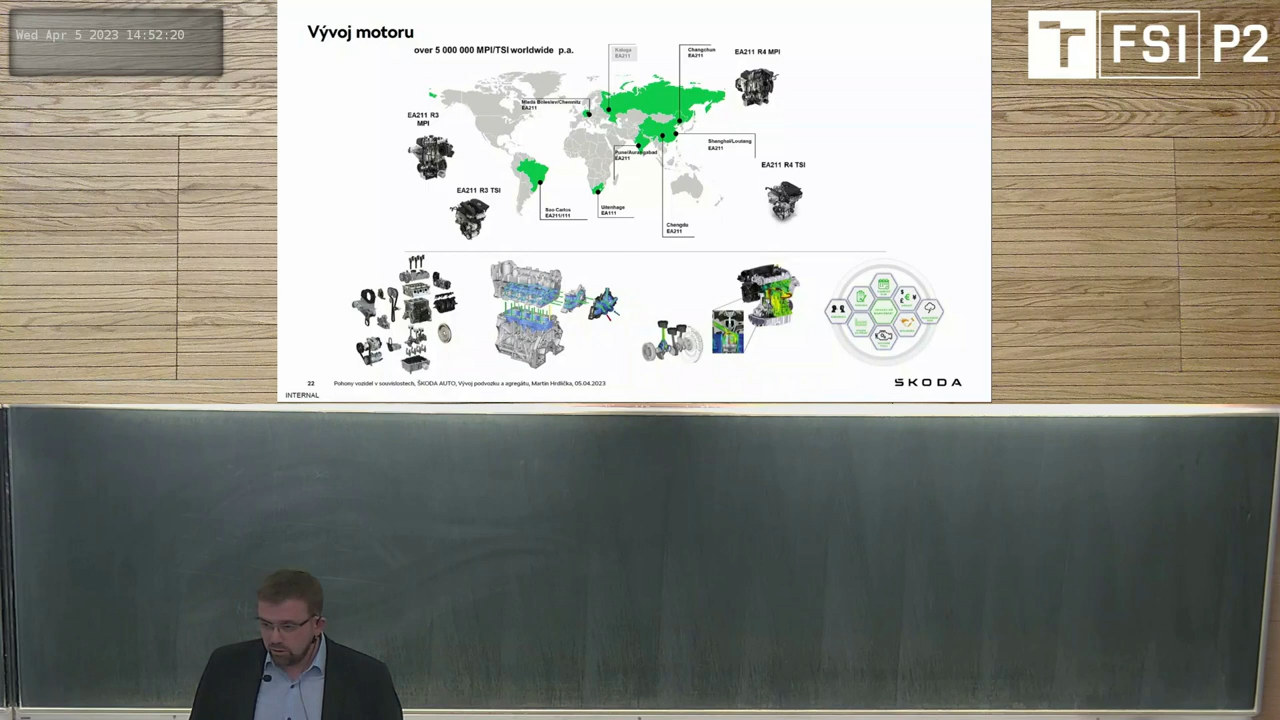 Wed Apr 5 2023 14:52:20
FSI P2
Vývoj motoru
over 5 000 000 MPI/TSI worldwide p.a.
Kaluga
EA211
Changchun
EA211
EA211 R4 MPI
Mladá Boleslav/Chemnitz
EA211
EA211 R3
MPI
Shanghai/Loutang
EA211
Pune/Aurangabad
EA211
EA211 R4 TSI
EA211 R3 TSI
Sao Carlos
EA211/111
Uitenhage
EA111
Chengdu
EA211
22
Pohony vozidel v souvislostech, ŠKODA AUTO, Vývoj podvozku a agregátu, Martin Hrdlička, 05.04.2023
ŠKODA
INTERNAL